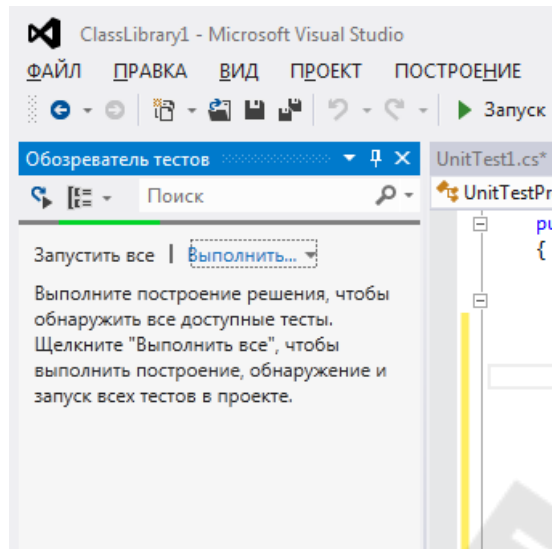 ClassLibrary1 - Microsoft Visual Studio
ФАЙЛ ПРАВКА ВИД ПРОЕКТ ПОСТРОЕНИЕ
Запуск
Обозреватель тестов
UnitTest1.cs*
Поиск
UnitTestPr
pu
{
Запустить все | Выполнить...
Выполните построение решения, чтобы
обнаружить все доступные тесты.
Щелкните "Выполнить все", чтобы
выполнить построение, обнаружение и
запуск всех тестов в проекте.